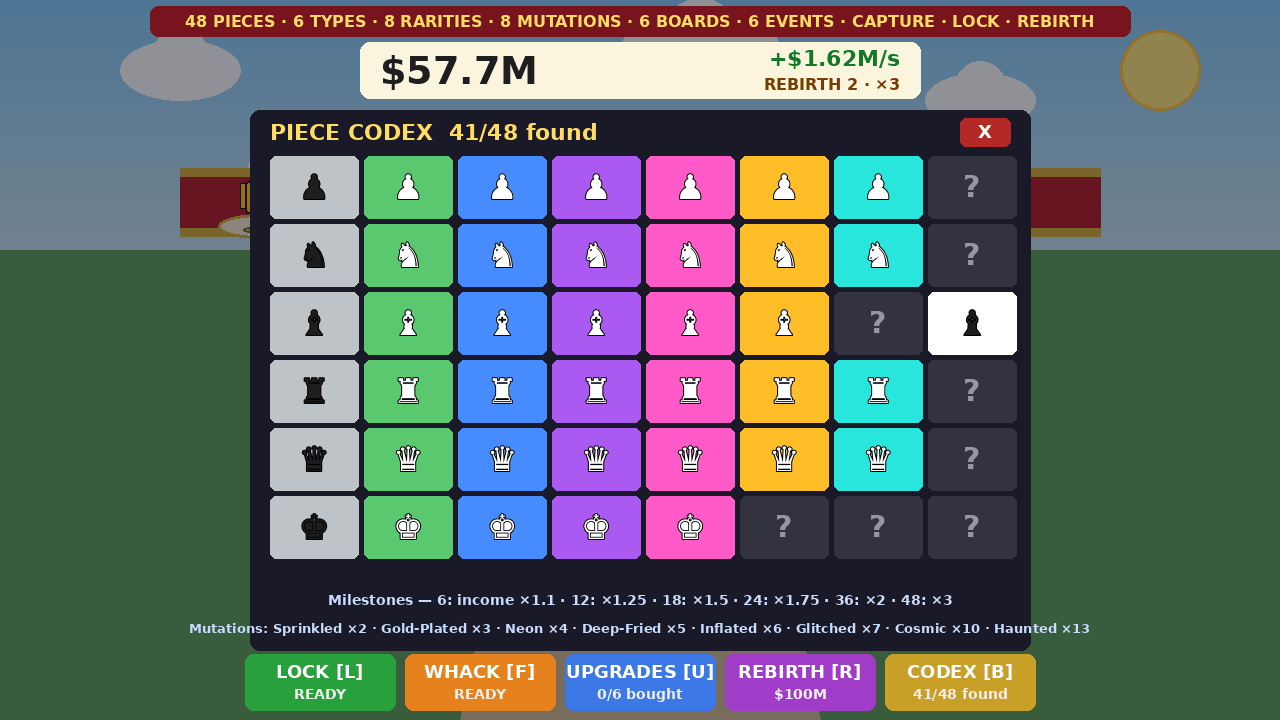 48 PIECES · 6 TYPES · 8 RARITIES · 8 MUTATIONS · 6 BOARDS · 6 EVENTS · CAPTURE · LOCK · REBIRTH
$57.7M
+$1.62M/s
REBIRTH 2 · ×3
PIECE CODEX 41/48 found
X
?
?
?
?
?
?
?
?
Milestones — 6: income ×1.1 · 12: ×1.25 · 18: ×1.5 · 24: ×1.75 · 36: ×2 · 48: ×3
Mutations: Sprinkled ×2 · Gold-Plated ×3 · Neon ×4 · Deep-Fried ×5 · Inflated ×6 · Glitched ×7 · Cosmic ×10 · Haunted ×13
LOCK [L]
READY
WHACK [F]
READY
UPGRADES [U]
0/6 bought
REBIRTH [R]
$100M
CODEX [B]
41/48 found